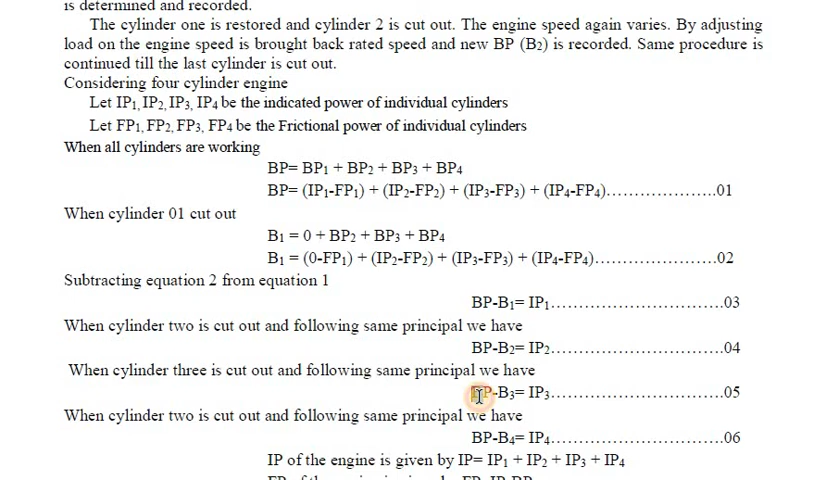 is determined and recorded.
The cylinder one is restored and cylinder 2 is cut out. The engine speed again varies. By adjusting
load on the engine speed is brought back rated speed and new BP (B₂) is recorded. Same procedure is
continued till the last cylinder is cut out.
Considering four cylinder engine
Let IP₁, IP₂, IP₃, IP₄ be the indicated power of individual cylinders
Let FP₁, FP₂, FP₃, FP₄ be the Frictional power of individual cylinders
When all cylinders are working
BP= BP₁ + BP₂ + BP₃ + BP₄
BP= (IP₁-FP₁) + (IP₂-FP₂) + (IP₃-FP₃) + (IP₄-FP₄)....................01
When cylinder 01 cut out
B₁ = 0 + BP₂ + BP₃ + BP₄
B₁ = (0-FP₁) + (IP₂-FP₂) + (IP₃-FP₃) + (IP₄-FP₄)......................02
Subtracting equation 2 from equation 1
BP-B₁= IP₁...............................03
When cylinder two is cut out and following same principal we have
BP-B₂= IP₂...............................04
When cylinder three is cut out and following same principal we have
BP-B₃= IP₃...............................05
When cylinder two is cut out and following same principal we have
BP-B₄= IP₄...............................06
IP of the engine is given by IP= IP₁ + IP₂ + IP₃ + IP₄